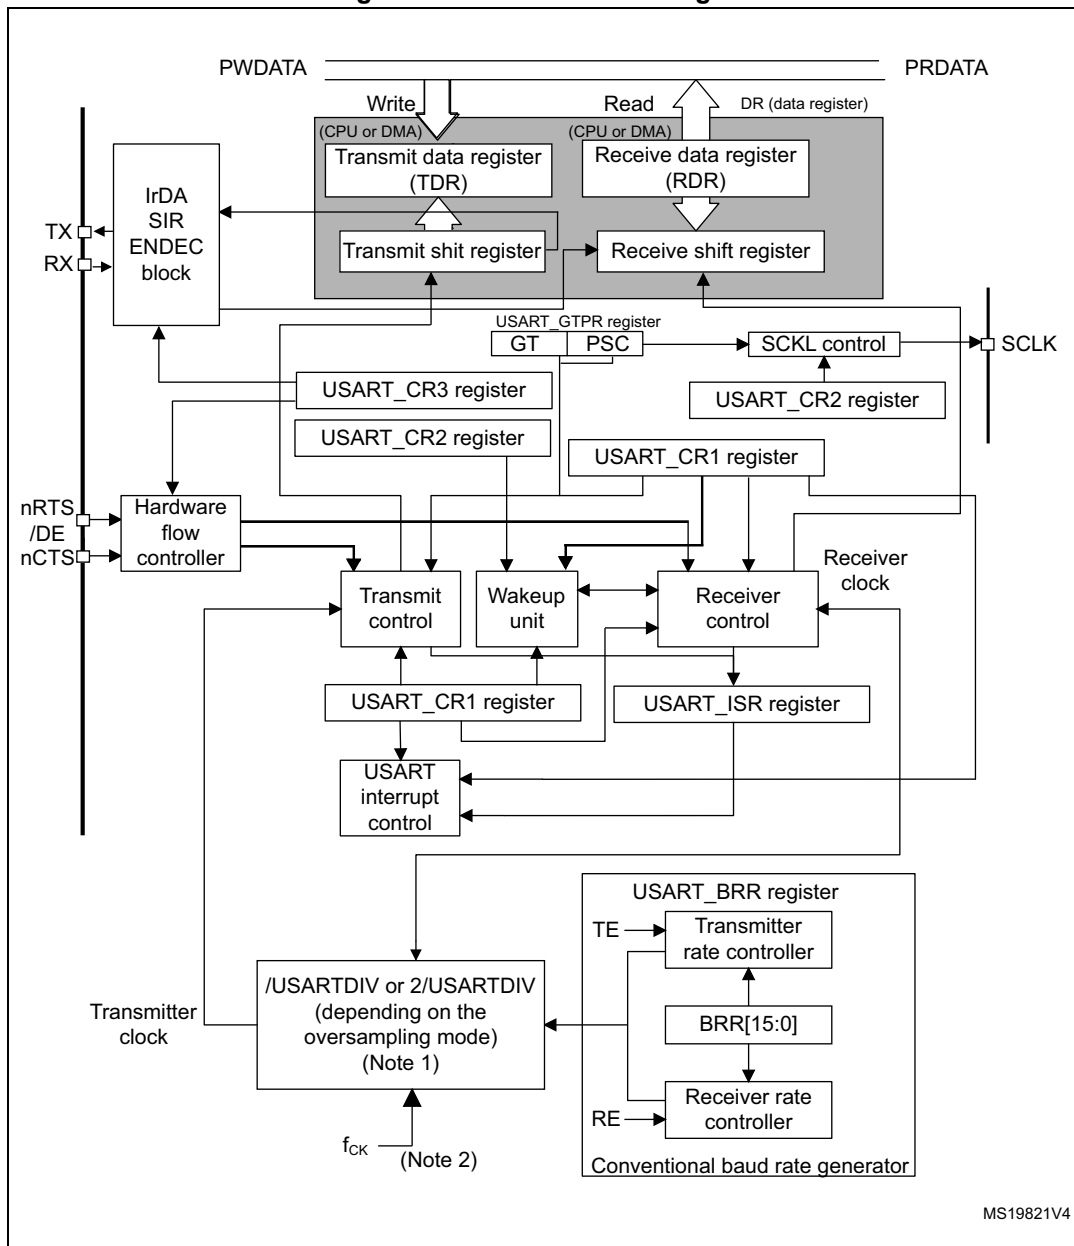 PWDATA
PRDATA
Write
Read
DR (data register)
(CPU or DMA)
(CPU or DMA)
Transmit data register
(TDR)
Receive data register
(RDR)
IrDA
SIR
ENDEC
block
TX
RX
Transmit shit register
Receive shift register
USART_GTPR register
GT
PSC
SCKL control
SCLK
USART_CR3 register
USART_CR2 register
USART_CR2 register
USART_CR1 register
nRTS
/DE
nCTS
Hardware
flow
controller
Receiver
clock
Transmit
control
Wakeup
unit
Receiver
control
USART_CR1 register
USART_ISR register
USART
interrupt
control
USART_BRR register
TE
Transmitter
rate controller
/USARTDIV or 2/USARTDIV
(depending on the
oversampling mode)
(Note 1)
Transmitter
clock
BRR[15:0]
Receiver rate
controller
RE
fCK
(Note 2)
Conventional baud rate generator
MS19821V4